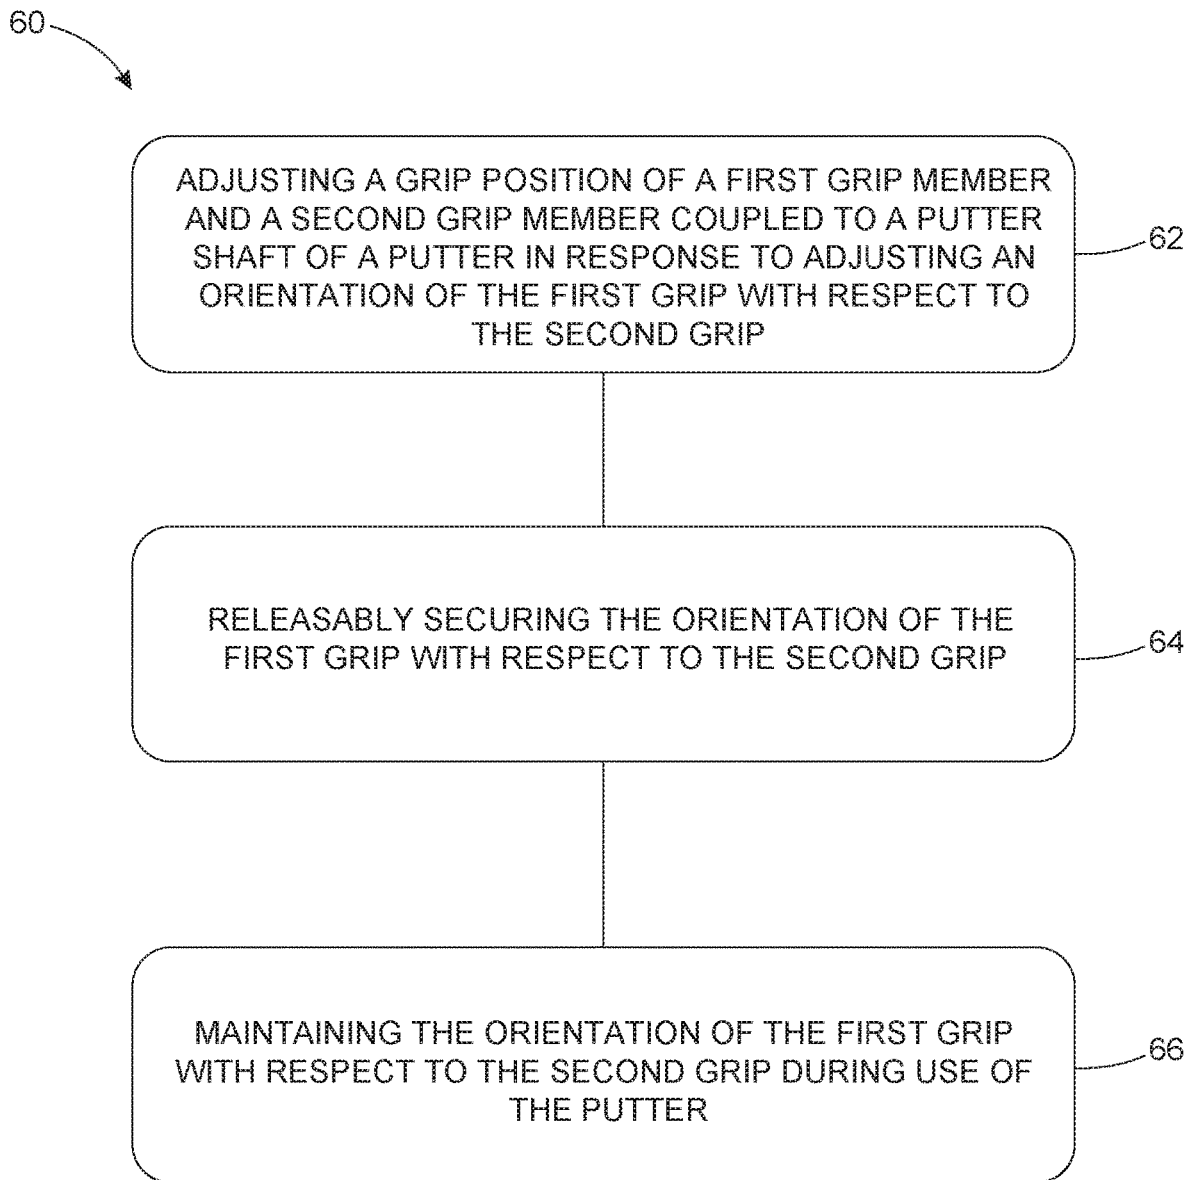 60
ADJUSTING A GRIP POSITION OF A FIRST GRIP MEMBER
AND A SECOND GRIP MEMBER COUPLED TO A PUTTER
SHAFT OF A PUTTER IN RESPONSE TO ADJUSTING AN
ORIENTATION OF THE FIRST GRIP WITH RESPECT TO
THE SECOND GRIP
62
RELEASABLY SECURING THE ORIENTATION OF THE
FIRST GRIP WITH RESPECT TO THE SECOND GRIP
64
MAINTAINING THE ORIENTATION OF THE FIRST GRIP
WITH RESPECT TO THE SECOND GRIP DURING USE OF
THE PUTTER
66